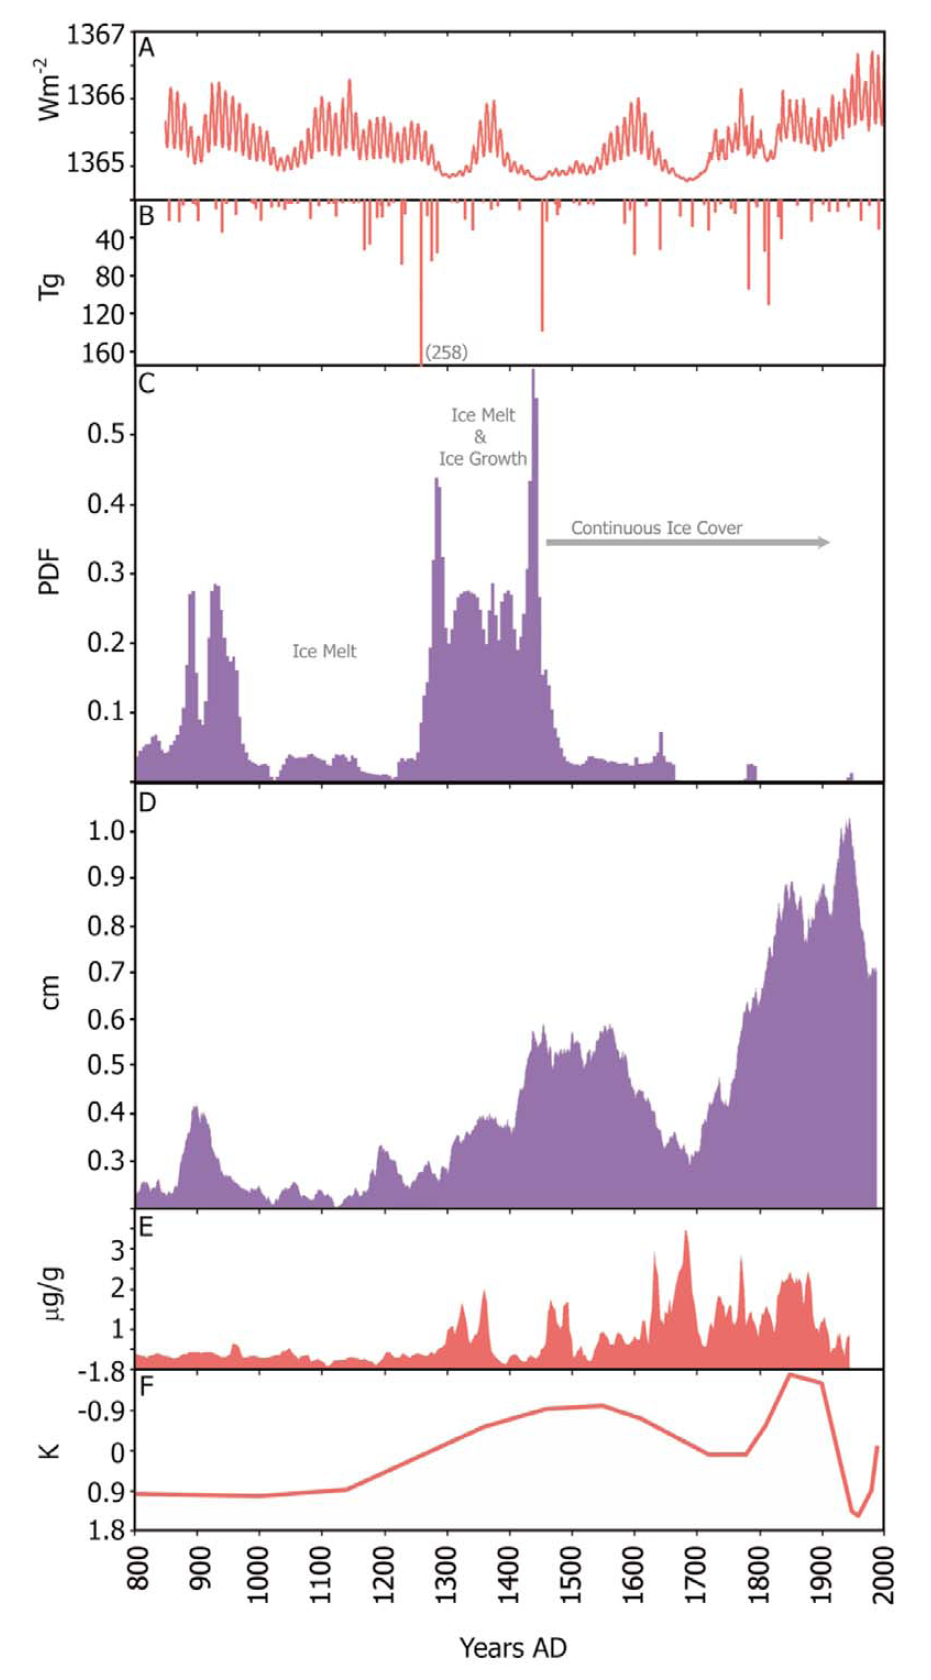 A
1367
1366
1365
Wm-2
B
40
80
120
160
Tg
(258)
C
Ice Melt
&
Ice Growth
0.5
0.4
0.3
0.2
0.1
PDF
Continuous Ice Cover
Ice Melt
D
1.0
0.9
0.8
0.7
0.6
0.5
0.4
0.3
cm
E
3
2
1
μg/g
F
-1.8
-0.9
0
0.9
1.8
K
800 900 1000 1100 1200 1300 1400 1500 1600 1700 1800 1900 2000
Years AD